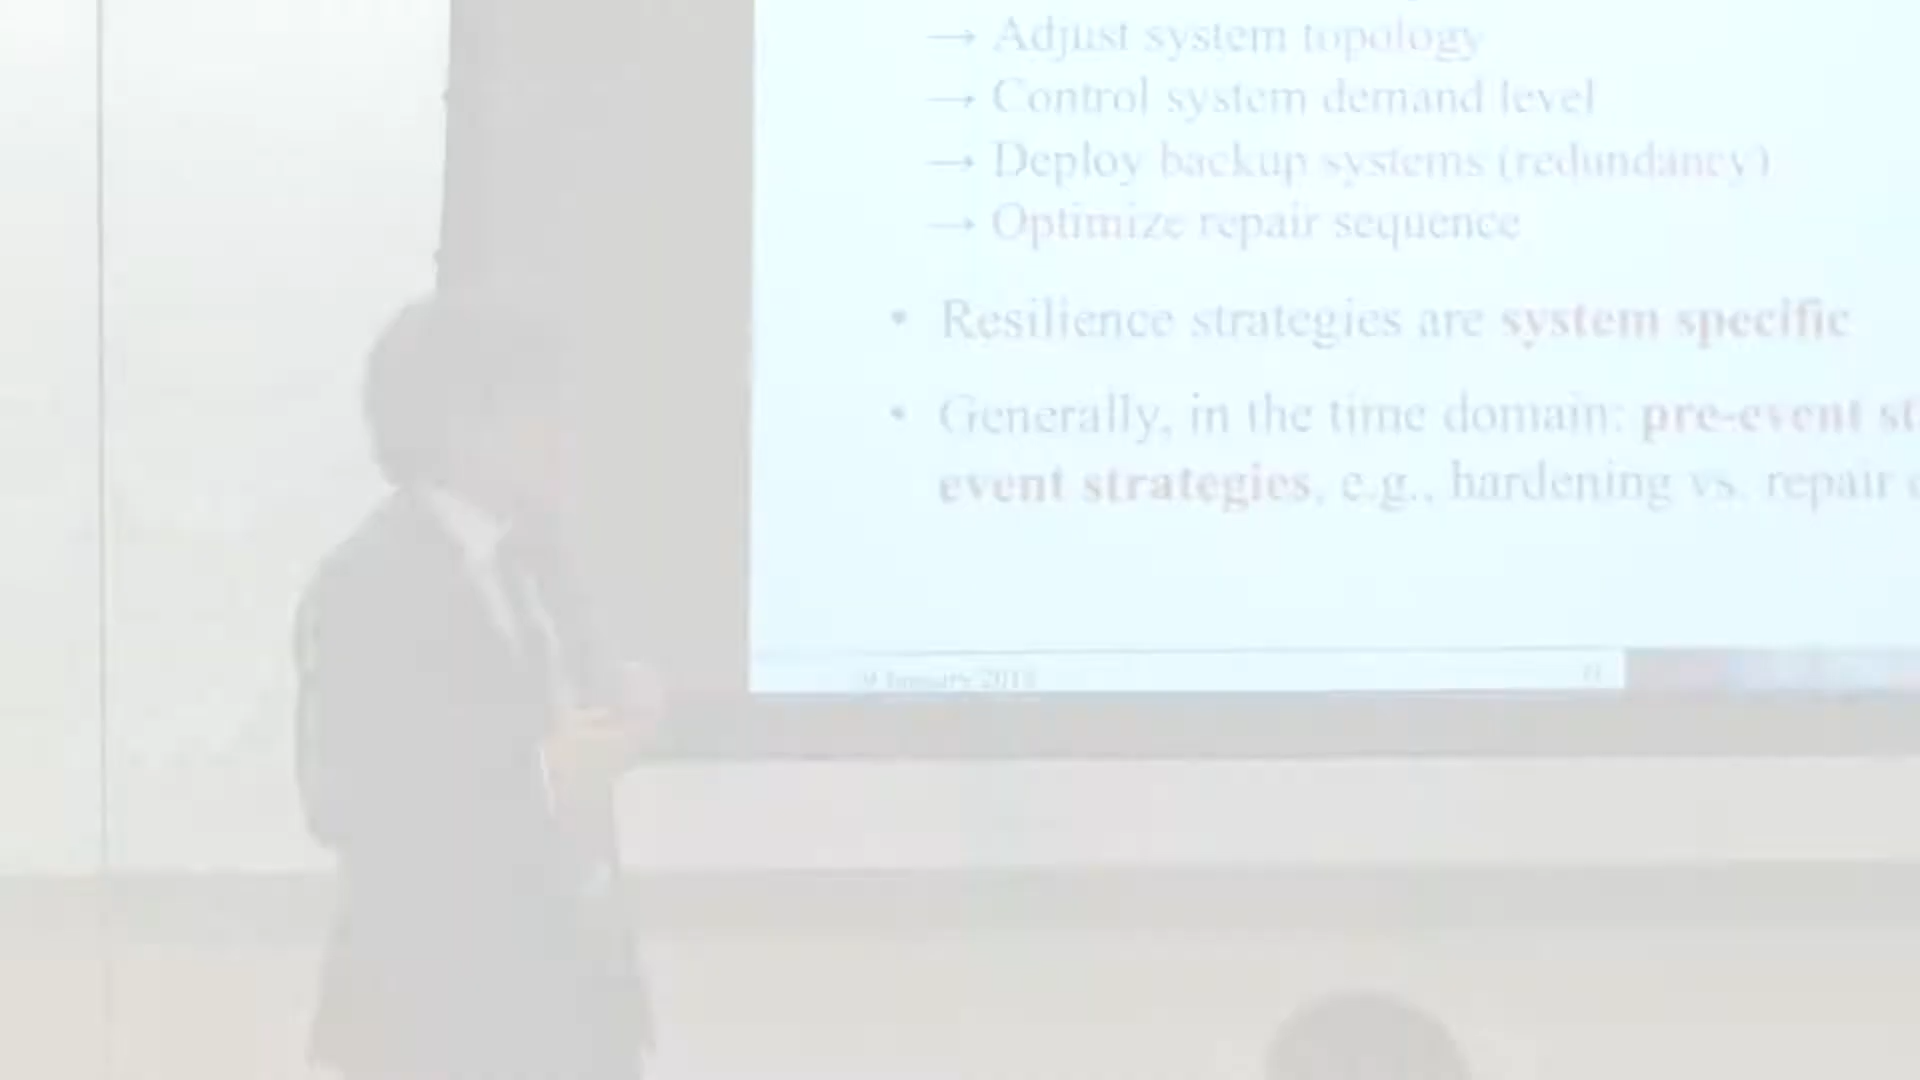 → Adjust system topology
→ Control system demand level
→ Deploy backup systems (redundancy)
→ Optimize repair sequence
• Resilience strategies are system specific
• Generally, in the time domain: pre-event st
event strategies, e.g., hardening vs. repair
January